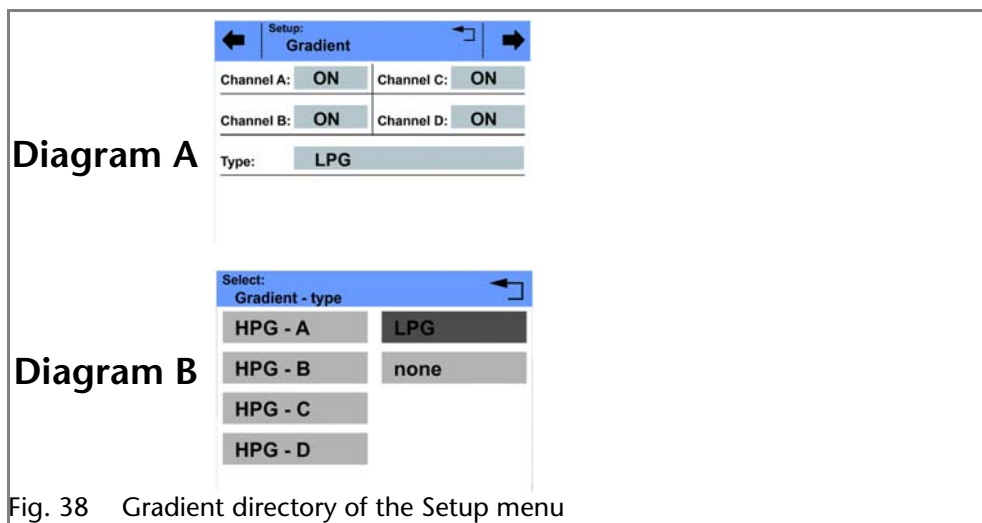 Setup:
Gradient
Channel A: ON Channel C: ON
Channel B: ON Channel D: ON
Diagram A
Type: LPG
Select:
Gradient - type
HPG - A LPG
HPG - B none
Diagram B
HPG - C
HPG - D
Fig. 38 Gradient directory of the Setup menu